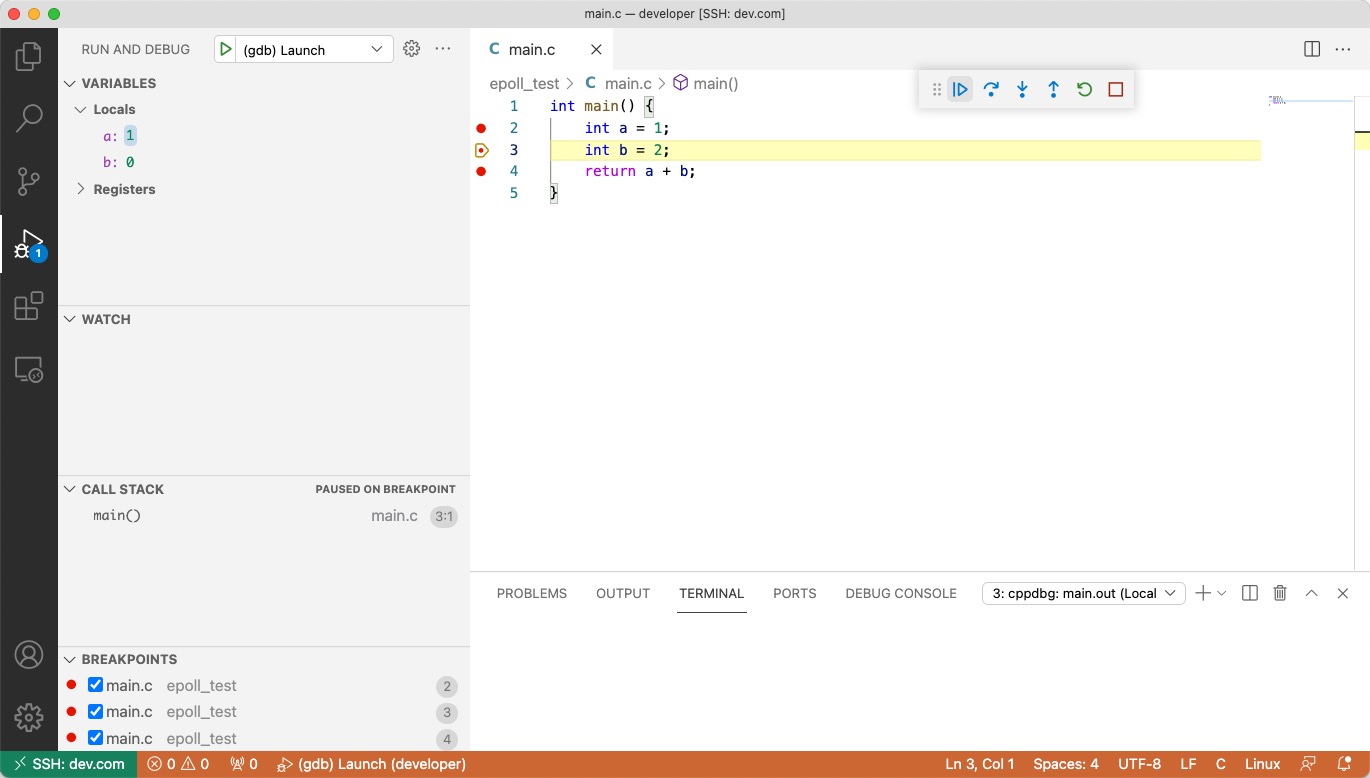 main.c — developer [SSH: dev.com]
RUN AND DEBUG (gdb) Launch
VARIABLES
Locals
a: 1
b: 0
Registers
WATCH
CALL STACK PAUSED ON BREAKPOINT
main() main.c 3:1
BREAKPOINTS
main.c epoll_test 2
main.c epoll_test 3
main.c epoll_test 4
1
C main.c
epoll_test > C main.c > main()
1 int main() {
2 int a = 1;
3 int b = 2;
4 return a + b;
5 }
PROBLEMS OUTPUT TERMINAL PORTS DEBUG CONSOLE 3: cppdbg: main.out (Local
SSH: dev.com 0 0 0 (gdb) Launch (developer) Ln 3, Col 1 Spaces: 4 UTF-8 LF C Linux